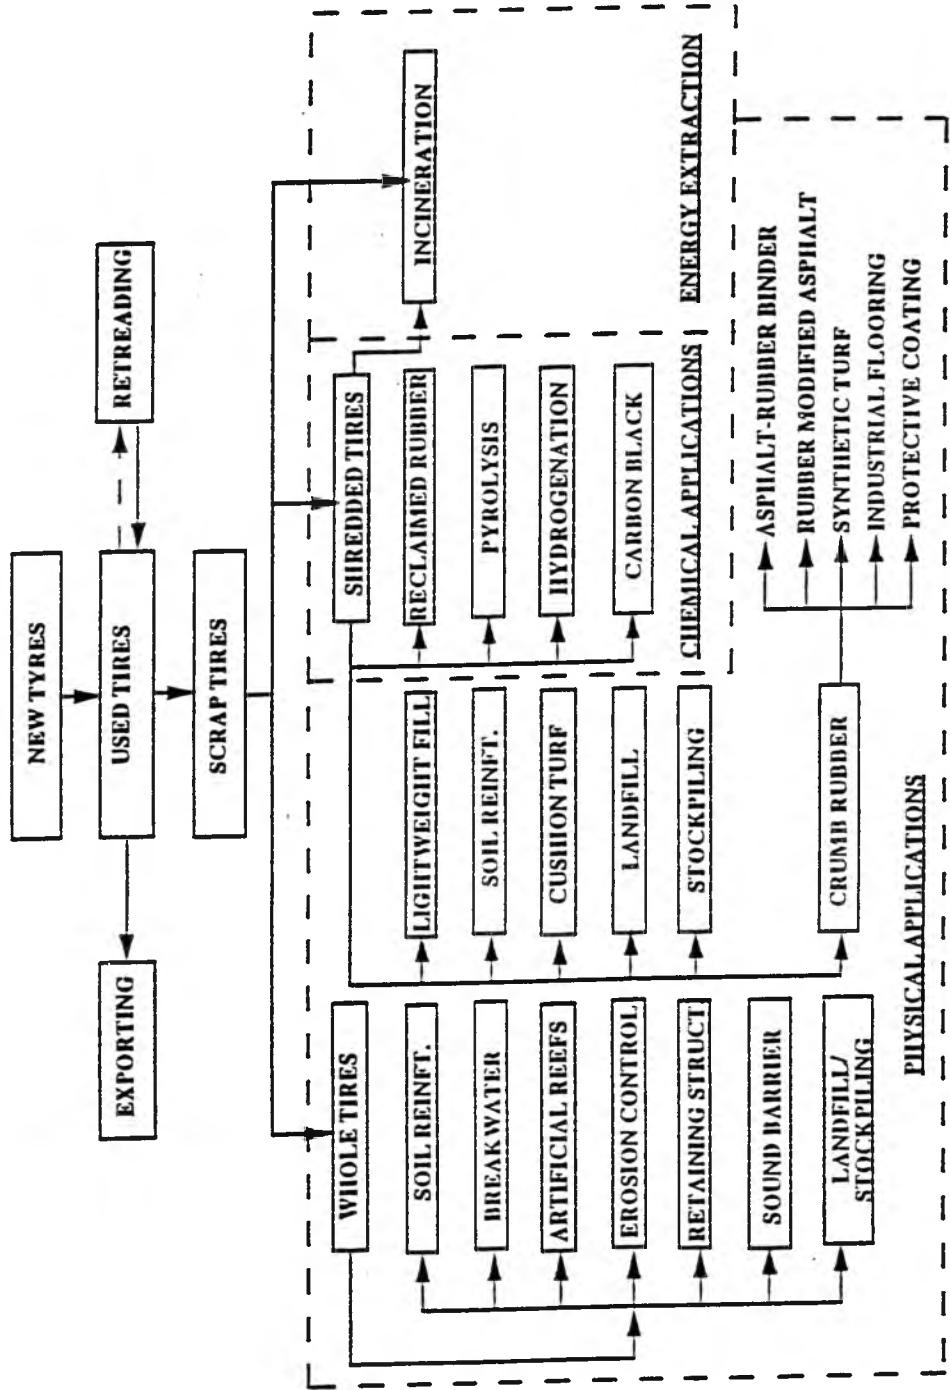 NEW TYRES
EXPORTING
USED TIRES
RETREADING
SCRAP TIRES
WHOLE TIRES
SOIL REINFT.
BREAKWATER
ARTIFICIAL REEFS
EROSION CONTROL
RETAINING STRUCT
SOUND BARRIER
LANDFILL/
STOCKPILING
LIGHTWEIGHT FILL
SOIL REINFT.
CUSHION TURF
LANDFILL
STOCKPILING
CRUMB RUBBER
PHYSICAL APPLICATIONS
SHREDDED TIRES
RECLAIMED RUBBER
PYROLYSIS
HYDROGENATION
CARBON BLACK
CHEMICAL APPLICATIONS
INCINERATION
ENERGY EXTRACTION
ASPHALT-RUBBER BINDER
RUBBER MODIFIED ASPHALT
SYNTHETIC TURF
INDUSTRIAL FLOORING
PROTECTIVE COATING